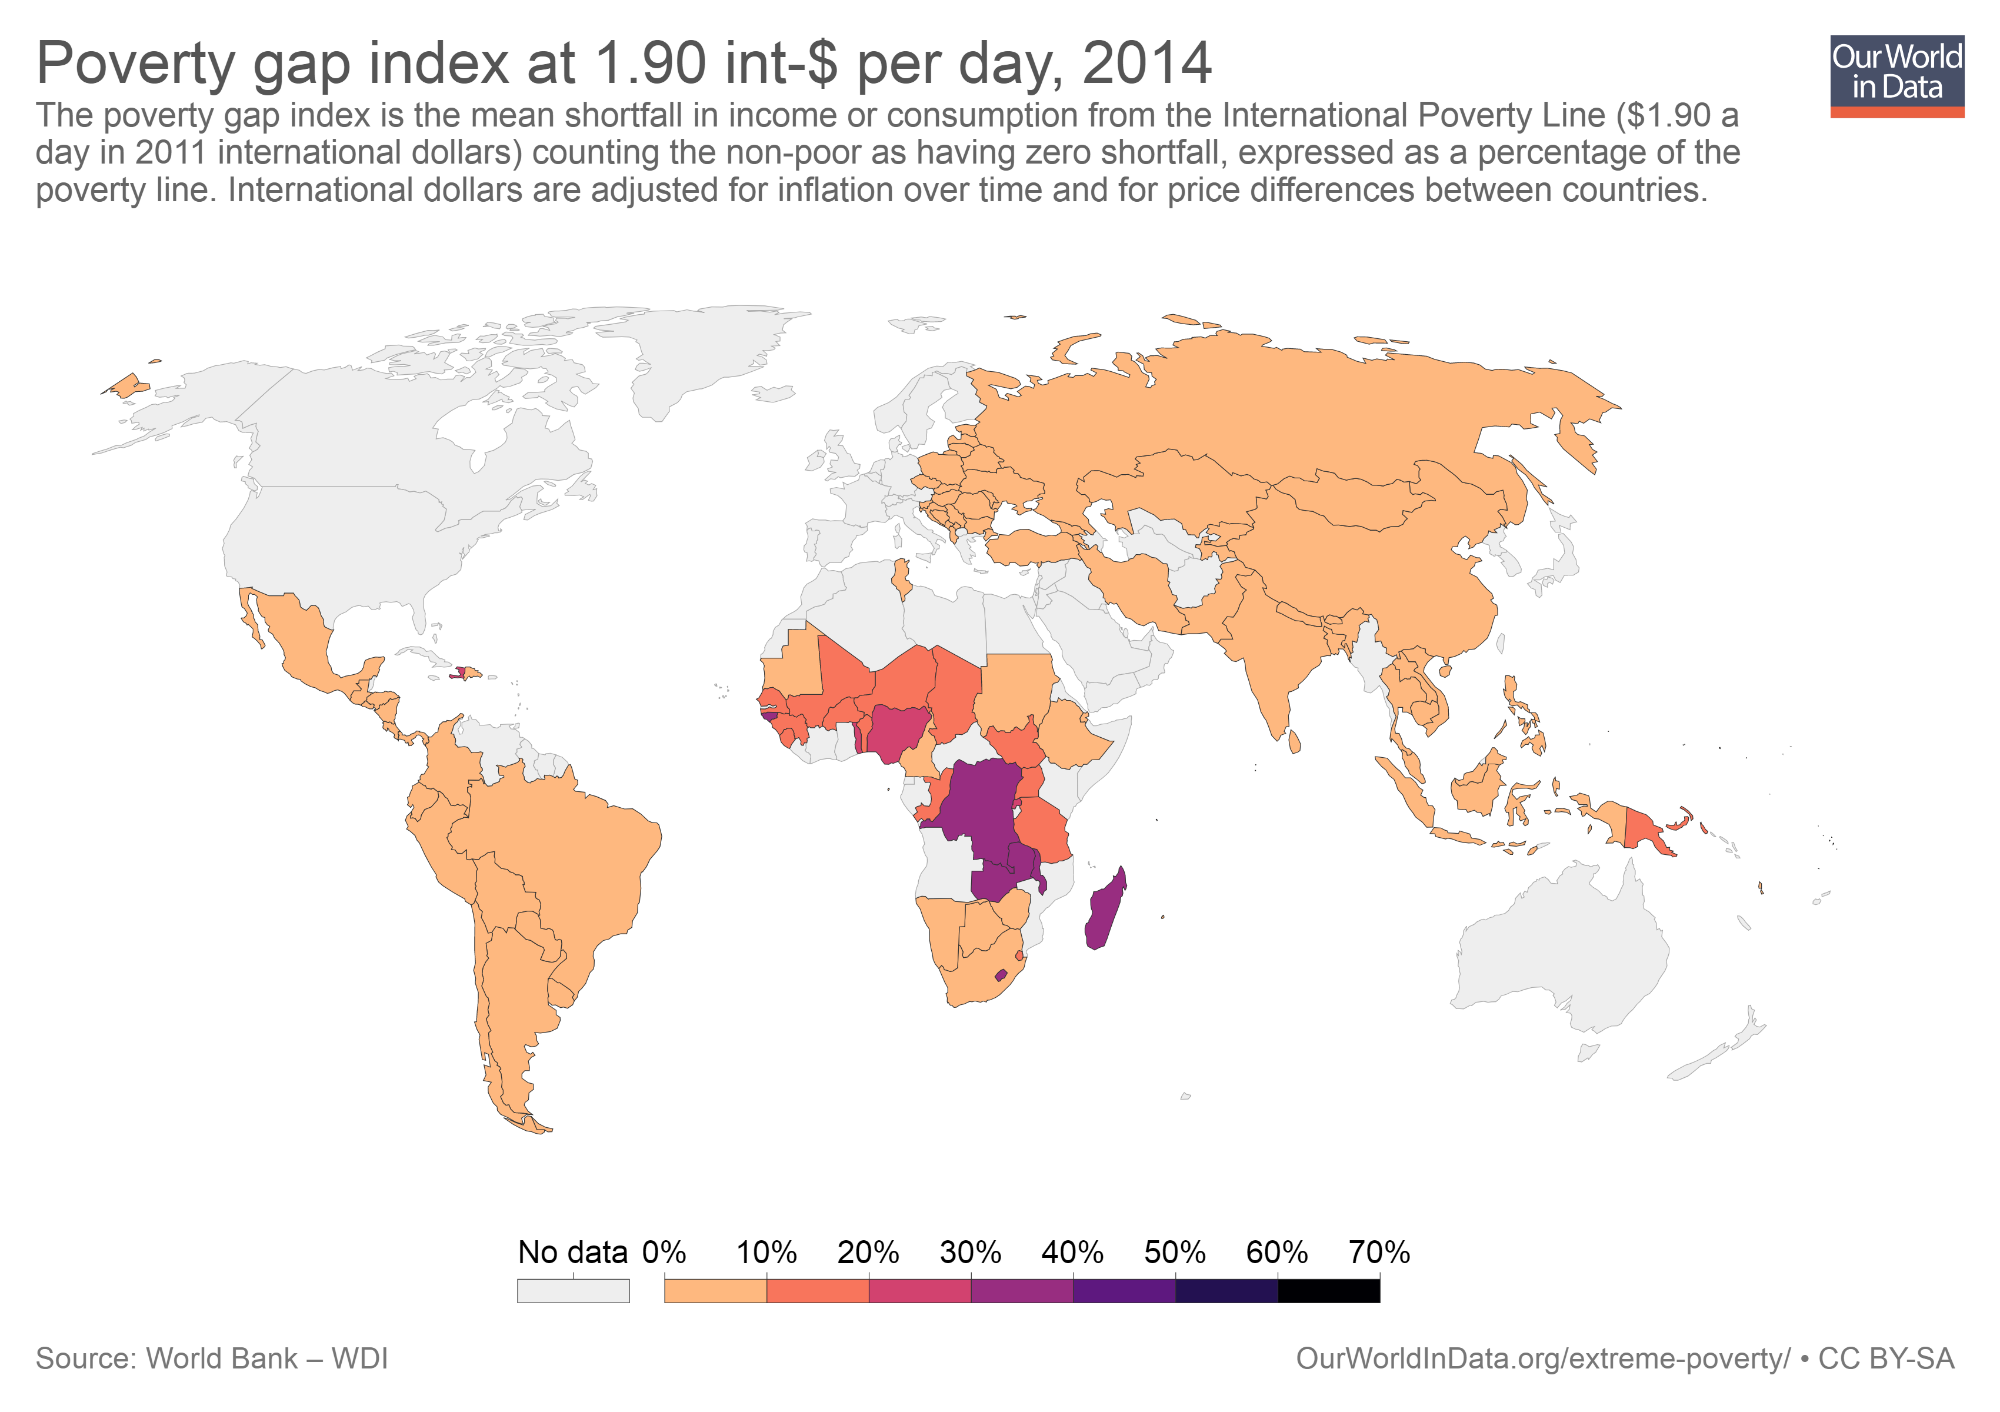 Poverty gap index at 1.90 int-$ per day, 2014
Our World
in Data
The poverty gap index is the mean shortfall in income or consumption from the International Poverty Line ($1.90 a
day in 2011 international dollars) counting the non-poor as having zero shortfall, expressed as a percentage of the
poverty line. International dollars are adjusted for inflation over time and for price differences between countries.
No data 0% 10% 20% 30% 40% 50% 60% 70%
Source: World Bank – WDI
OurWorldInData.org/extreme-poverty/ • CC BY-SA